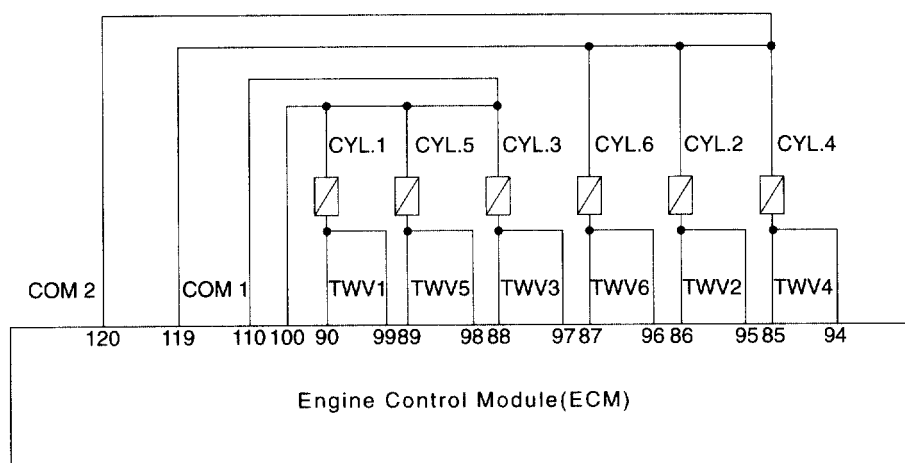 CYL.1 CYL.5 CYL.3 CYL.6 CYL.2 CYL.4
COM 2 COM 1 TWV1 TWV5 TWV3 TWV6 TWV2 TWV4
120 119 110 100 90 99 89 98 88 97 87 96 86 95 85 94
Engine Control Module(ECM)